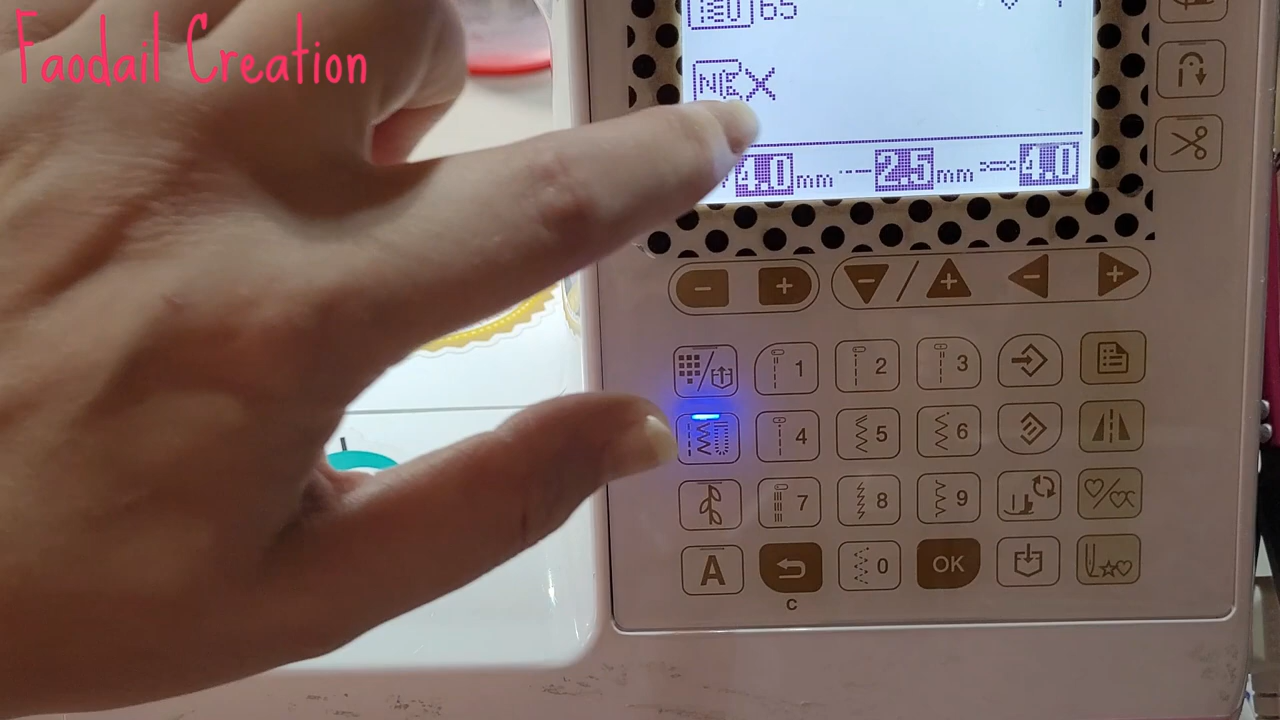 Faodail Creation
65
X
4.0 mm 2.5 mm 4.0
- + - / + - +
1 2 3
4 5 6
7 8 9
A 0 OK
C